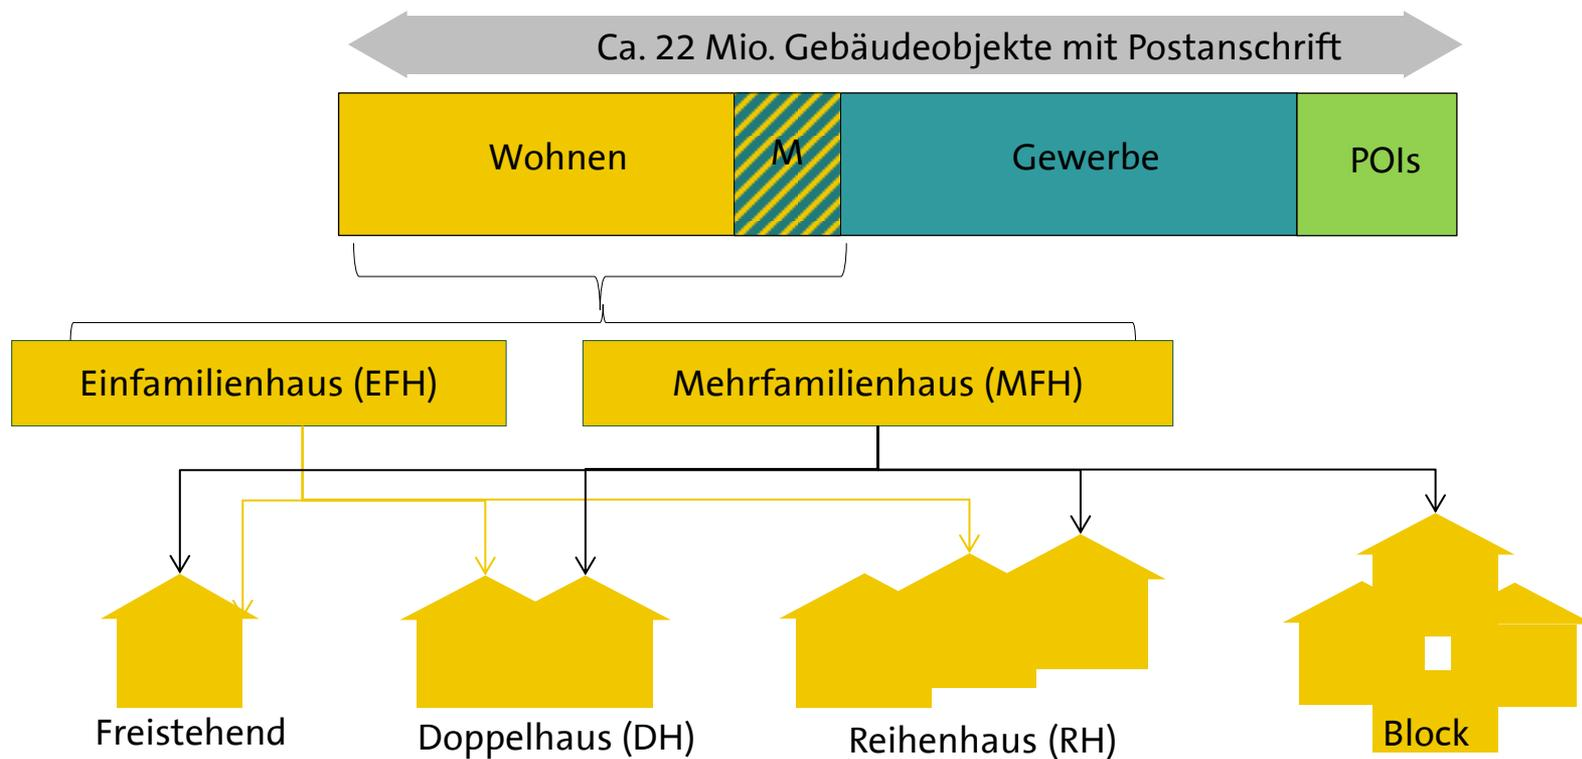 Ca. 22 Mio. Gebäudeobjekte mit Postanschrift
Wohnen
M
Gewerbe
POIs
Einfamilienhaus (EFH)
Mehrfamilienhaus (MFH)
Freistehend
Doppelhaus (DH)
Reihenhaus (RH)
Block